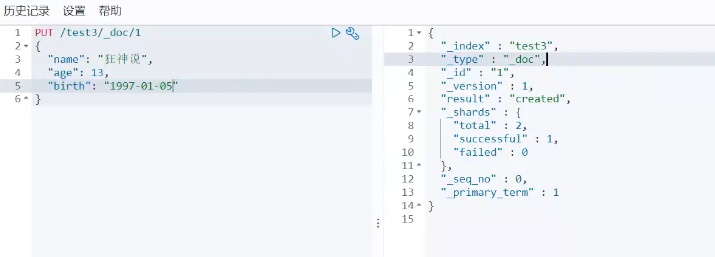 历史记录 设置 帮助
1 PUT /test3/_doc/1
2 {
3 "name": "狂神说",
4 "age": 13,
5 "birth": "1997-01-05"
6 }
1 {
2 "_index" : "test3",
3 "_type" : "_doc",
4 "_id" : "1",
5 "_version" : 1,
6 "result" : "created",
7 "_shards" : {
8 "total" : 2,
9 "successful" : 1,
10 "failed" : 0
11 },
12 "_seq_no" : 0,
13 "_primary_term" : 1
14 }
15